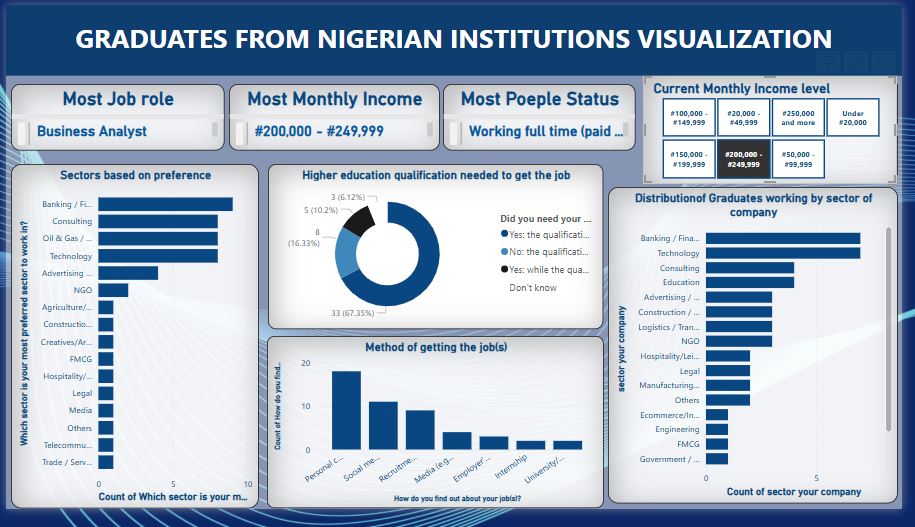 GRADUATES FROM NIGERIAN INSTITUTIONS VISUALIZATION
Most Job role
Business Analyst
Most Monthly Income
#200,000 - #249,999
Most Poeple Status
Working full time (paid ...
Current Monthly Income level
#100,000 -
#149,999
#20,000 -
#49,999
#250,000
and more
Under
#20,000
#150,000 -
#199,999
#200,000 -
#249,999
#50,000 -
#99,999
Sectors based on preference
Which sector is your most preferred sector to work in?
Banking / Fi...
Consulting
Oil & Gas / ...
Technology
Advertising ...
NGO
Agriculture/...
Constructio...
Creatives/Ar...
FMCG
Hospitality/...
Legal
Media
Others
Telecommu...
Trade / Serv...
0
5
10
Count of Which sector is your m...
Higher education qualification needed to get the job
3 (6.12%)
5 (10.2%)
8
(16.33%)
33 (67.35%)
Did you need your ...
Yes: the qualificati...
No: the qualificati...
Yes: while the qua...
Don't know
Method of getting the job(s)
Count of How do you find...
20
10
0
Personal c...
Social me...
Recruitme...
Media (e.g...
Employer'...
Internship
University/...
How do you find out about your job(s)?
Distributionof Graduates working by sector of
company
sector your company
Banking / Fina...
Technology
Consulting
Education
Advertising / ...
Construction / ...
Logistics / Tran...
NGO
Hospitality/Lei...
Legal
Manufacturing...
Others
Ecommerce/In...
Engineering
FMCG
Government / ...
0
5
Count of sector your company